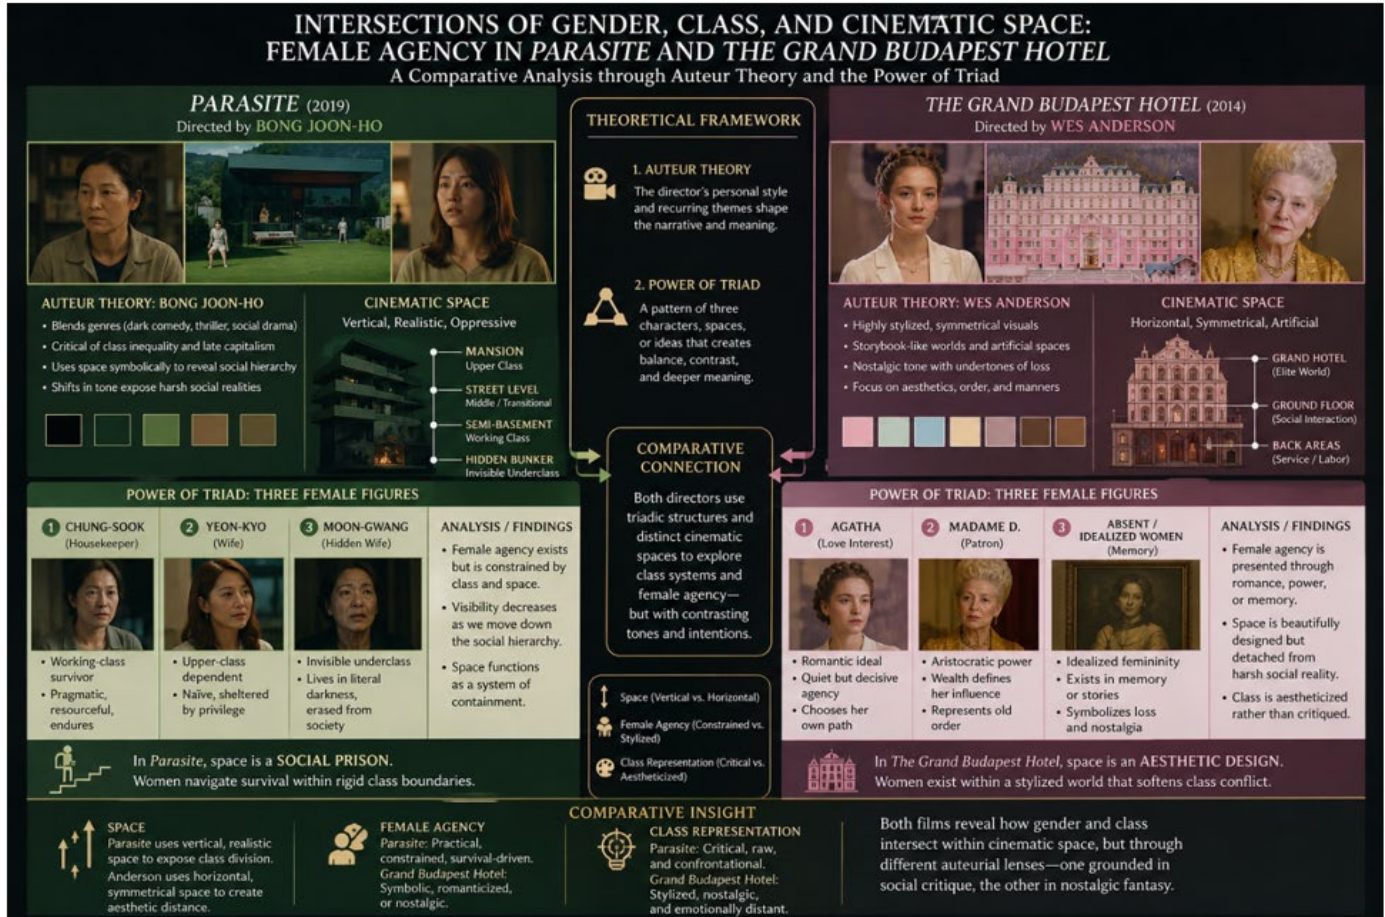 INTERSECTIONS OF GENDER, CLASS, AND CINEMATIC SPACE:
FEMALE AGENCY IN PARASITE AND THE GRAND BUDAPEST HOTEL
A Comparative Analysis through Auteur Theory and the Power of Triad
PARASITE (2019)
Directed by BONG JOON-HO
AUTEUR THEORY: BONG JOON-HO
• Blends genres (dark comedy, thriller, social drama)
• Critical of class inequality and late capitalism
• Uses space symbolically to reveal social hierarchy
• Shifts in tone expose harsh social realities
CINEMATIC SPACE
Vertical, Realistic, Oppressive
MANSION
Upper Class
STREET LEVEL
Middle / Transitional
SEMI-BASEMENT
Working Class
HIDDEN BUNKER
Invisible Underclass
THEORETICAL FRAMEWORK
1. AUTEUR THEORY
The director's personal style
and recurring themes shape
the narrative and meaning.
2. POWER OF TRIAD
A pattern of three
characters, spaces,
or ideas that creates
balance, contrast,
and deeper meaning.
THE GRAND BUDAPEST HOTEL (2014)
Directed by WES ANDERSON
AUTEUR THEORY: WES ANDERSON
• Highly stylized, symmetrical visuals
• Storybook-like worlds and artificial spaces
• Nostalgic tone with undertones of loss
• Focus on aesthetics, order, and manners
CINEMATIC SPACE
Horizontal, Symmetrical, Artificial
GRAND HOTEL
(Elite World)
GROUND FLOOR
(Social Interaction)
BACK AREAS
(Service / Labor)
POWER OF TRIAD: THREE FEMALE FIGURES
1 CHUNG-SOOK
(Housekeeper)
• Working-class
survivor
• Pragmatic,
resourceful,
endures
2 YEON-KYO
(Wife)
• Upper-class
dependent
• Naïve, sheltered
by privilege
3 MOON-GWANG
(Hidden Wife)
• Invisible underclass
• Lives in literal
darkness,
erased from
society
ANALYSIS / FINDINGS
• Female agency exists
but is constrained by
class and space.
• Visibility decreases
as we move down
the social hierarchy.
• Space functions
as a system of
containment.
In Parasite, space is a SOCIAL PRISON.
Women navigate survival within rigid class boundaries.
COMPARATIVE
CONNECTION
Both directors use
triadic structures and
distinct cinematic
spaces to explore
class systems and
female agency—
but with contrasting
tones and intentions.
Space (Vertical vs. Horizontal)
Female Agency (Constrained vs.
Stylized)
Class Representation (Critical vs.
Aestheticized)
POWER OF TRIAD: THREE FEMALE FIGURES
1 AGATHA
(Love Interest)
• Romantic ideal
• Quiet but decisive
agency
• Chooses her
own path
2 MADAME D.
(Patron)
• Aristocratic power
• Wealth defines
her influence
• Represents old
order
3 ABSENT /
IDEALIZED WOMEN
(Memory)
• Idealized femininity
• Exists in memory
or stories
• Symbolizes loss
and nostalgia
ANALYSIS / FINDINGS
• Female agency is
presented through
romance, power,
or memory.
• Space is beautifully
designed but
detached from
harsh social reality.
• Class is aestheticized
rather than critiqued.
In The Grand Budapest Hotel, space is an AESTHETIC DESIGN.
Women exist within a stylized world that softens class conflict.
COMPARATIVE INSIGHT
SPACE
Parasite uses vertical, realistic
space to expose class division.
Anderson uses horizontal,
symmetrical space to create
aesthetic distance.
FEMALE AGENCY
Parasite: Practical,
constrained, survival-driven.
Grand Budapest Hotel:
Symbolic, romanticized,
or nostalgic.
CLASS REPRESENTATION
Parasite: Critical, raw,
and confrontational.
Grand Budapest Hotel:
Stylized, nostalgic,
and emotionally distant.
Both films reveal how gender and class
intersect within cinematic space, but through
different auteurial lenses—one grounded in
social critique, the other in nostalgic fantasy.